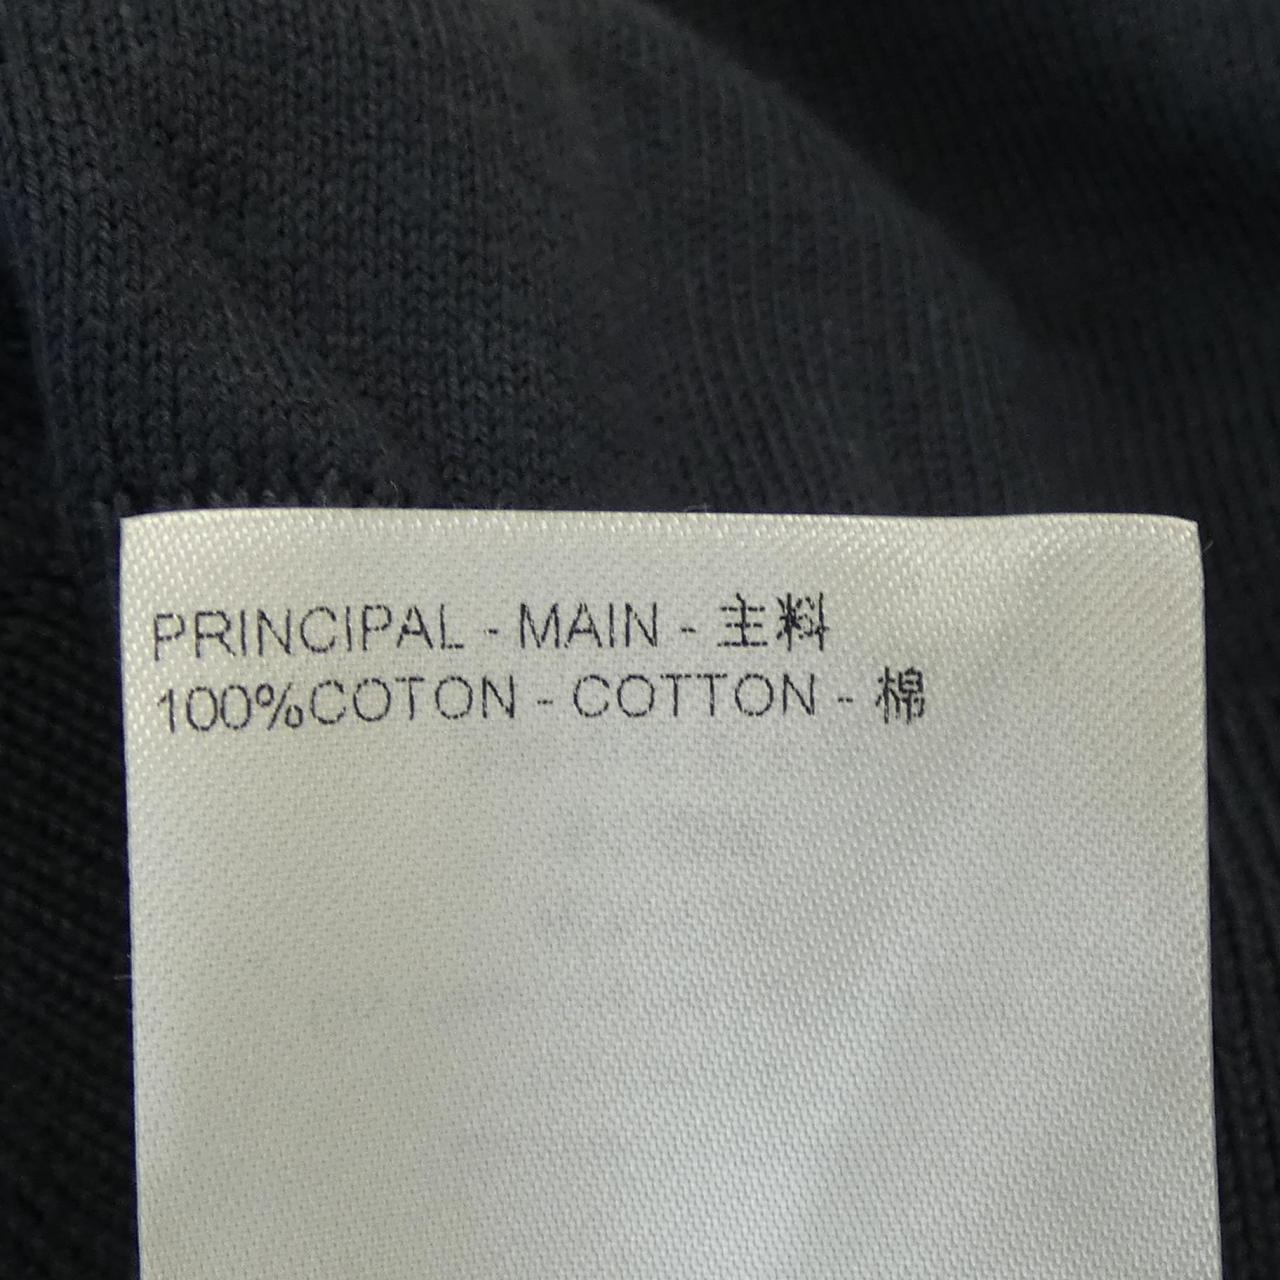 PRINCIPAL - MAIN - 主料
100%COTON - COTTON - 棉